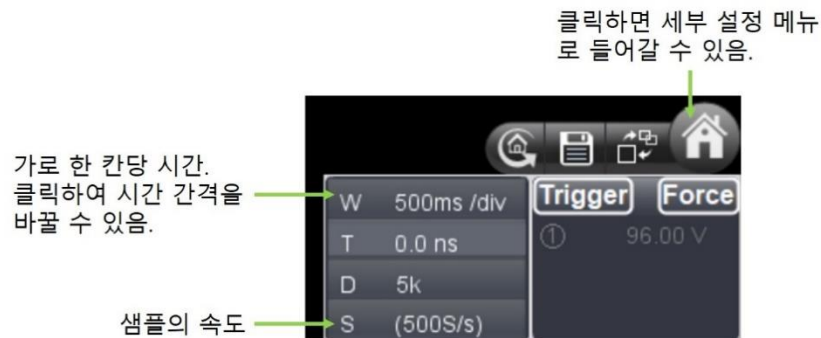 클릭하면 세부 설정 메뉴
로 들어갈 수 있음.
가로 한 칸당 시간.
클릭하여 시간 간격을
바꿀 수 있음.
W 500ms /div
T 0.0 ns
D 5k
S (500S/s)
Trigger Force
① 96.00 V
샘플의 속도